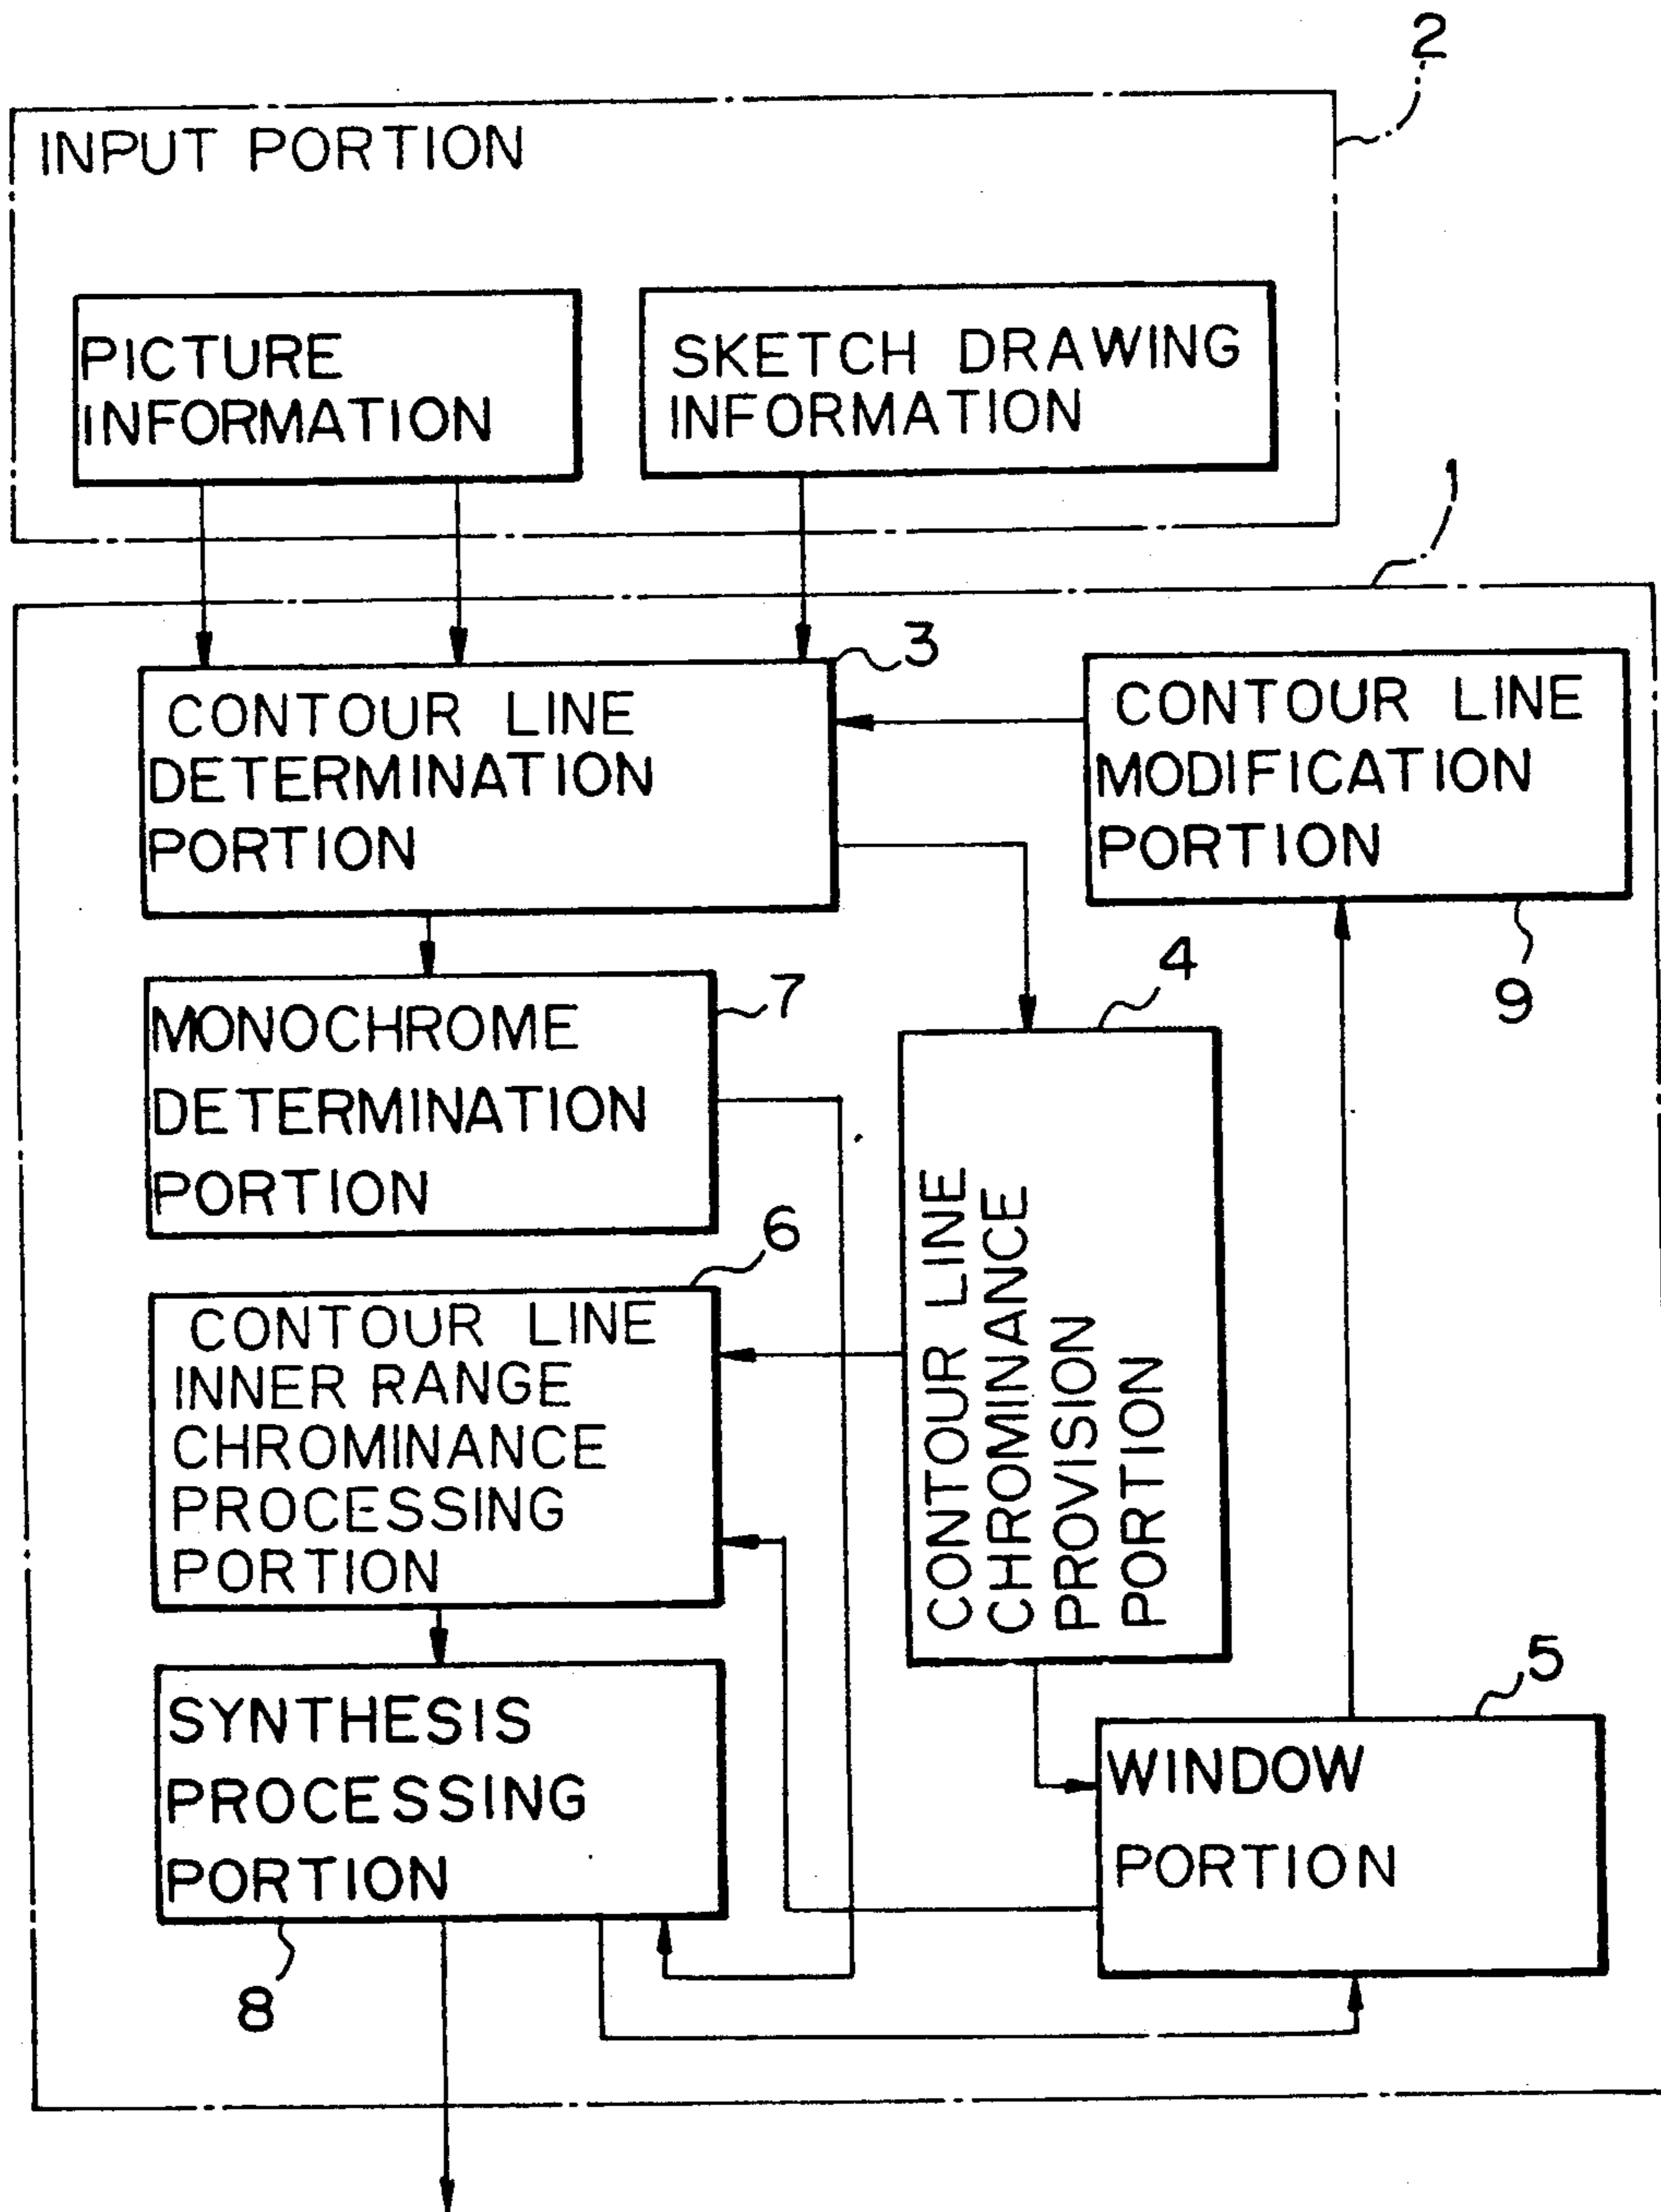 2
INPUT PORTION
PICTURE
INFORMATION
SKETCH DRAWING
INFORMATION
1
3
CONTOUR LINE
DETERMINATION
PORTION
CONTOUR LINE
MODIFICATION
PORTION
9
7
MONOCHROME
DETERMINATION
PORTION
4
CONTOUR LINE
CHROMINANCE
PROVISION
PORTION
6
CONTOUR LINE
INNER RANGE
CHROMINANCE
PROCESSING
PORTION
5
WINDOW
PORTION
SYNTHESIS
PROCESSING
PORTION
8